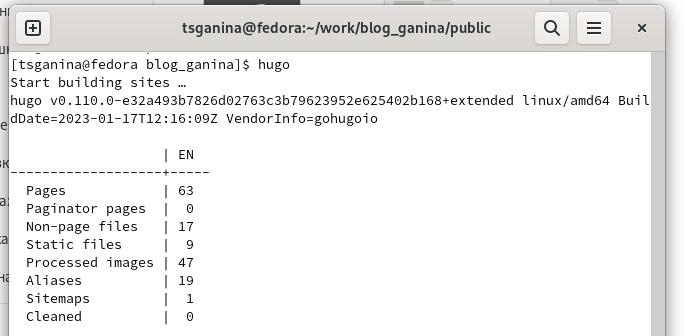 tsganina@fedora:~/work/blog_ganina/public
[tsganina@fedora blog_ganina]$ hugo
Start building sites …
hugo v0.110.0-e32a493b7826d02763c3b79623952e625402b168+extended linux/amd64 Buil
dDate=2023-01-17T12:16:09Z VendorInfo=gohugoio
                   | EN
-------------------+-----
  Pages            | 63
  Paginator pages  |  0
  Non-page files   | 17
  Static files     |  9
  Processed images | 47
  Aliases          | 19
  Sitemaps         |  1
  Cleaned          |  0